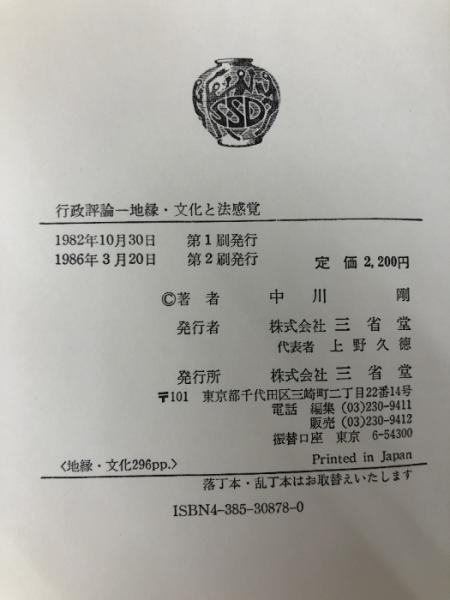 SSD
行政評論―地縁・文化と法感覚
1982年10月30日　第1刷発行
1986年3月20日　第2刷発行　定価2,200円
©著者　中川　剛
発行者　株式会社三省堂
代表者　上野久徳
発行所　株式会社三省堂
〒101　東京都千代田区三崎町二丁目22番14号
電話　編集 (03)230-9411
販売 (03)230-9412
振替口座　東京　6-54300
〈地縁・文化296pp.〉　Printed in Japan
落丁本・乱丁本はお取替えいたします
ISBN4-385-30878-0